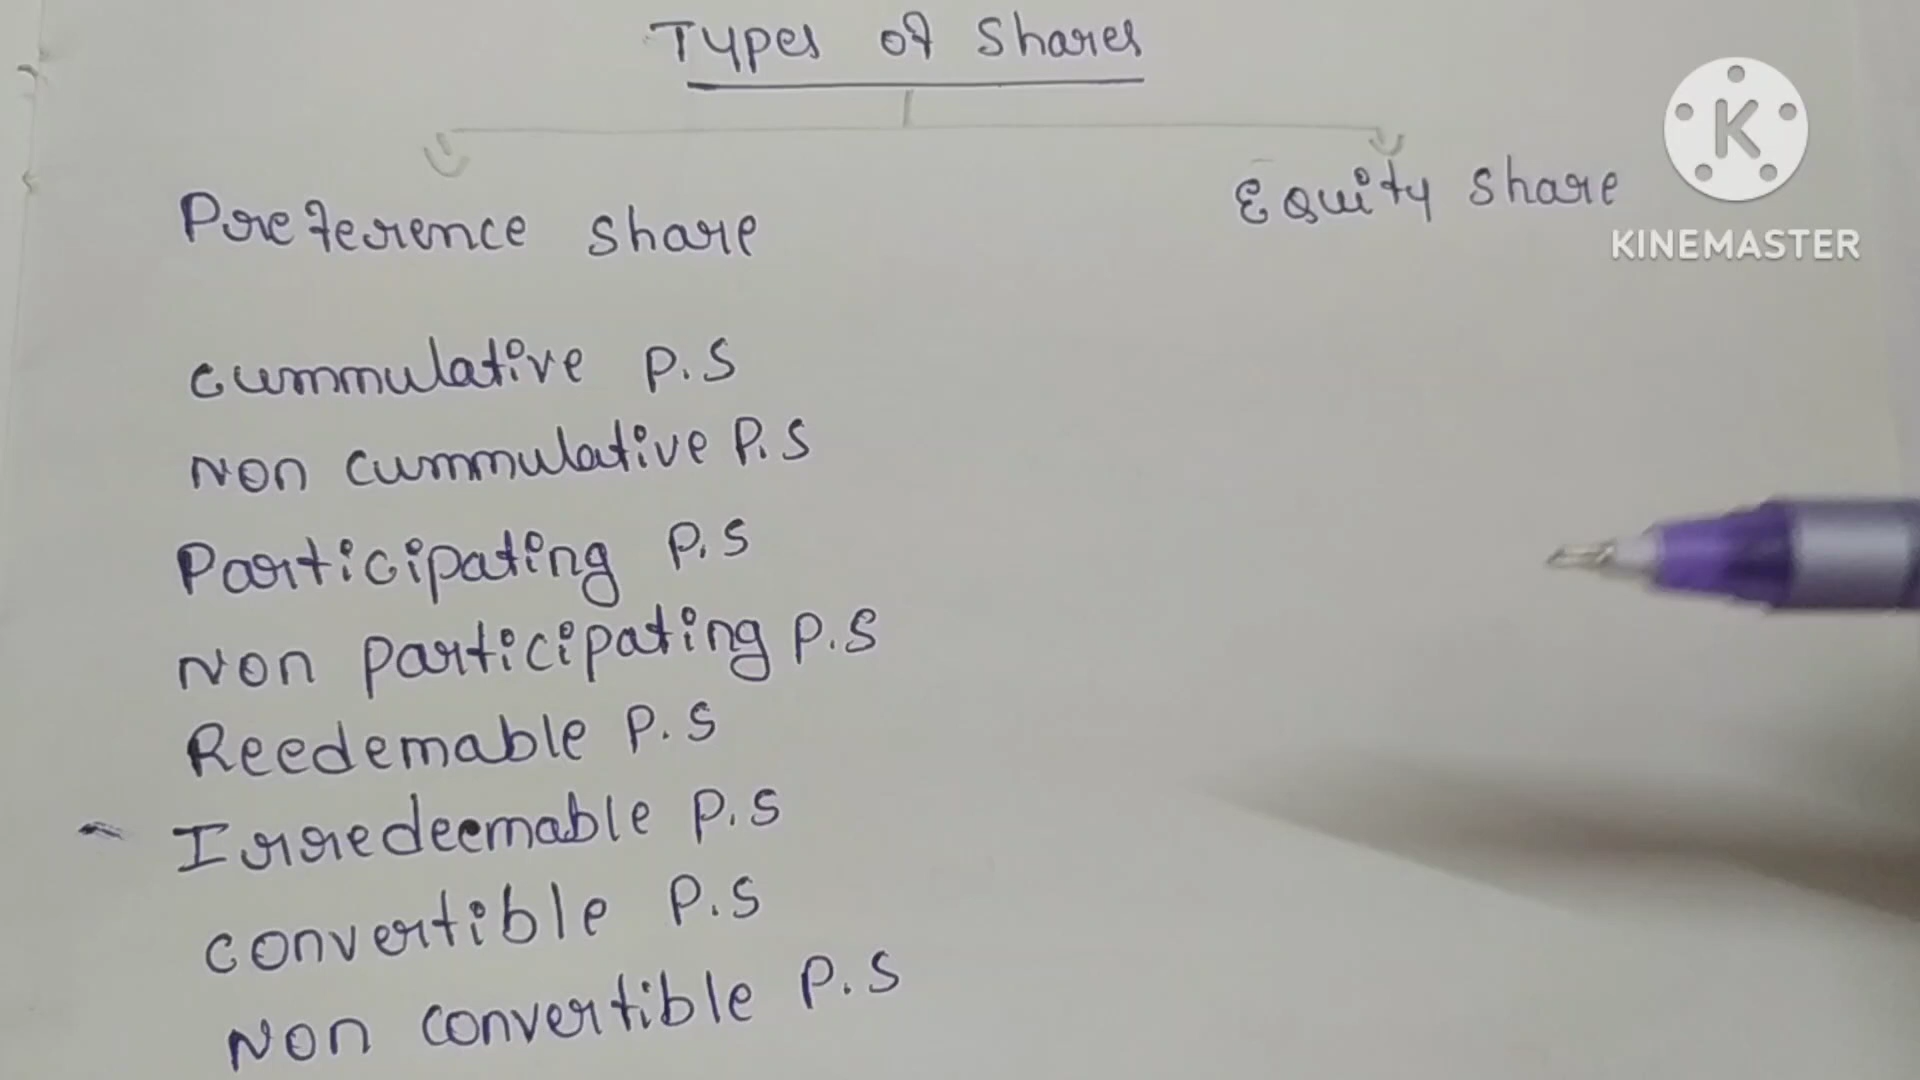 Types of Shares
Preference share
Equity share
K
KINEMASTER
cummulative P.S
Non cummulative P.S
Participating P.S
Non participating P.S
Reedemable P.S
Irredeemable P.S
convertible P.S
Non convertible P.S